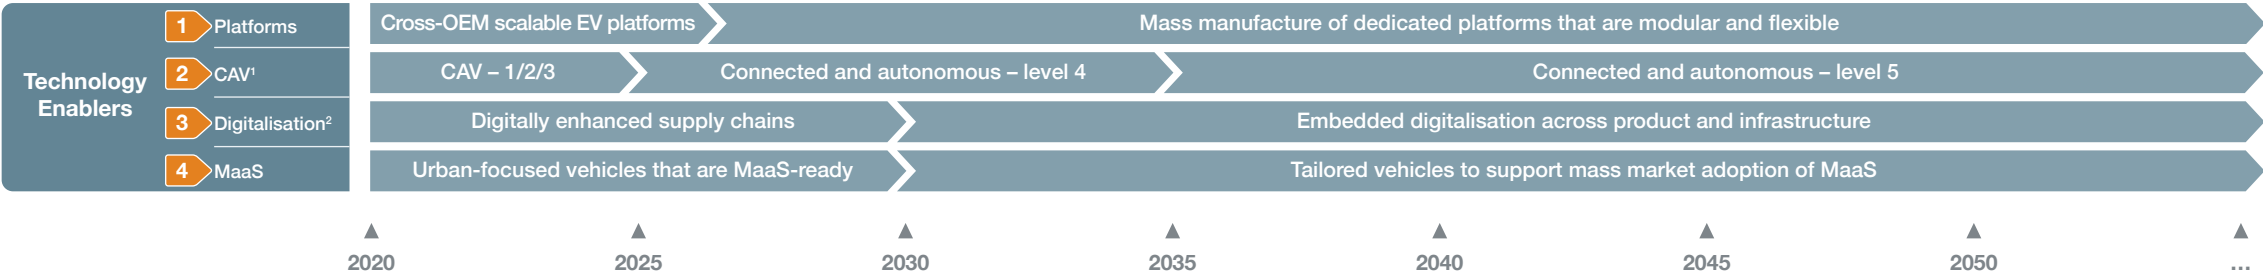 Technology
Enablers
1 Platforms
Cross-OEM scalable EV platforms
Mass manufacture of dedicated platforms that are modular and flexible
2 CAV¹
CAV – 1/2/3
Connected and autonomous – level 4
Connected and autonomous – level 5
3 Digitalisation²
Digitally enhanced supply chains
Embedded digitalisation across product and infrastructure
4 MaaS
Urban-focused vehicles that are MaaS-ready
Tailored vehicles to support mass market adoption of MaaS
2020 2025 2030 2035 2040 2045 2050 ...